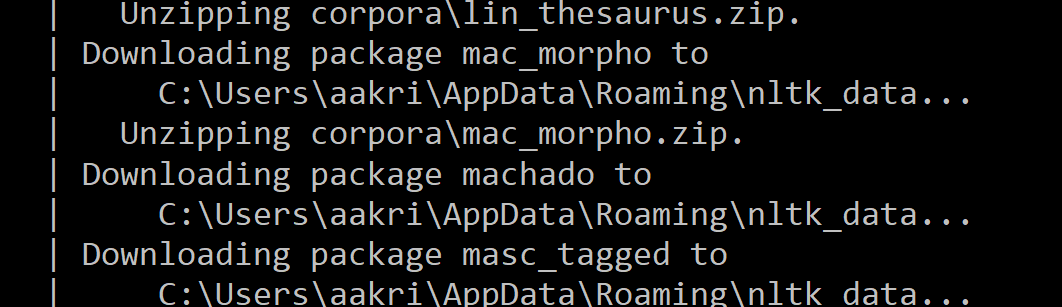 |   Unzipping corpora\lin_thesaurus.zip.
| Downloading package mac_morpho to
|     C:\Users\aakri\AppData\Roaming\nltk_data...
|   Unzipping corpora\mac_morpho.zip.
| Downloading package machado to
|     C:\Users\aakri\AppData\Roaming\nltk_data...
| Downloading package masc_tagged to
|     C:\Users\aakri\AppData\Roaming\nltk_data...